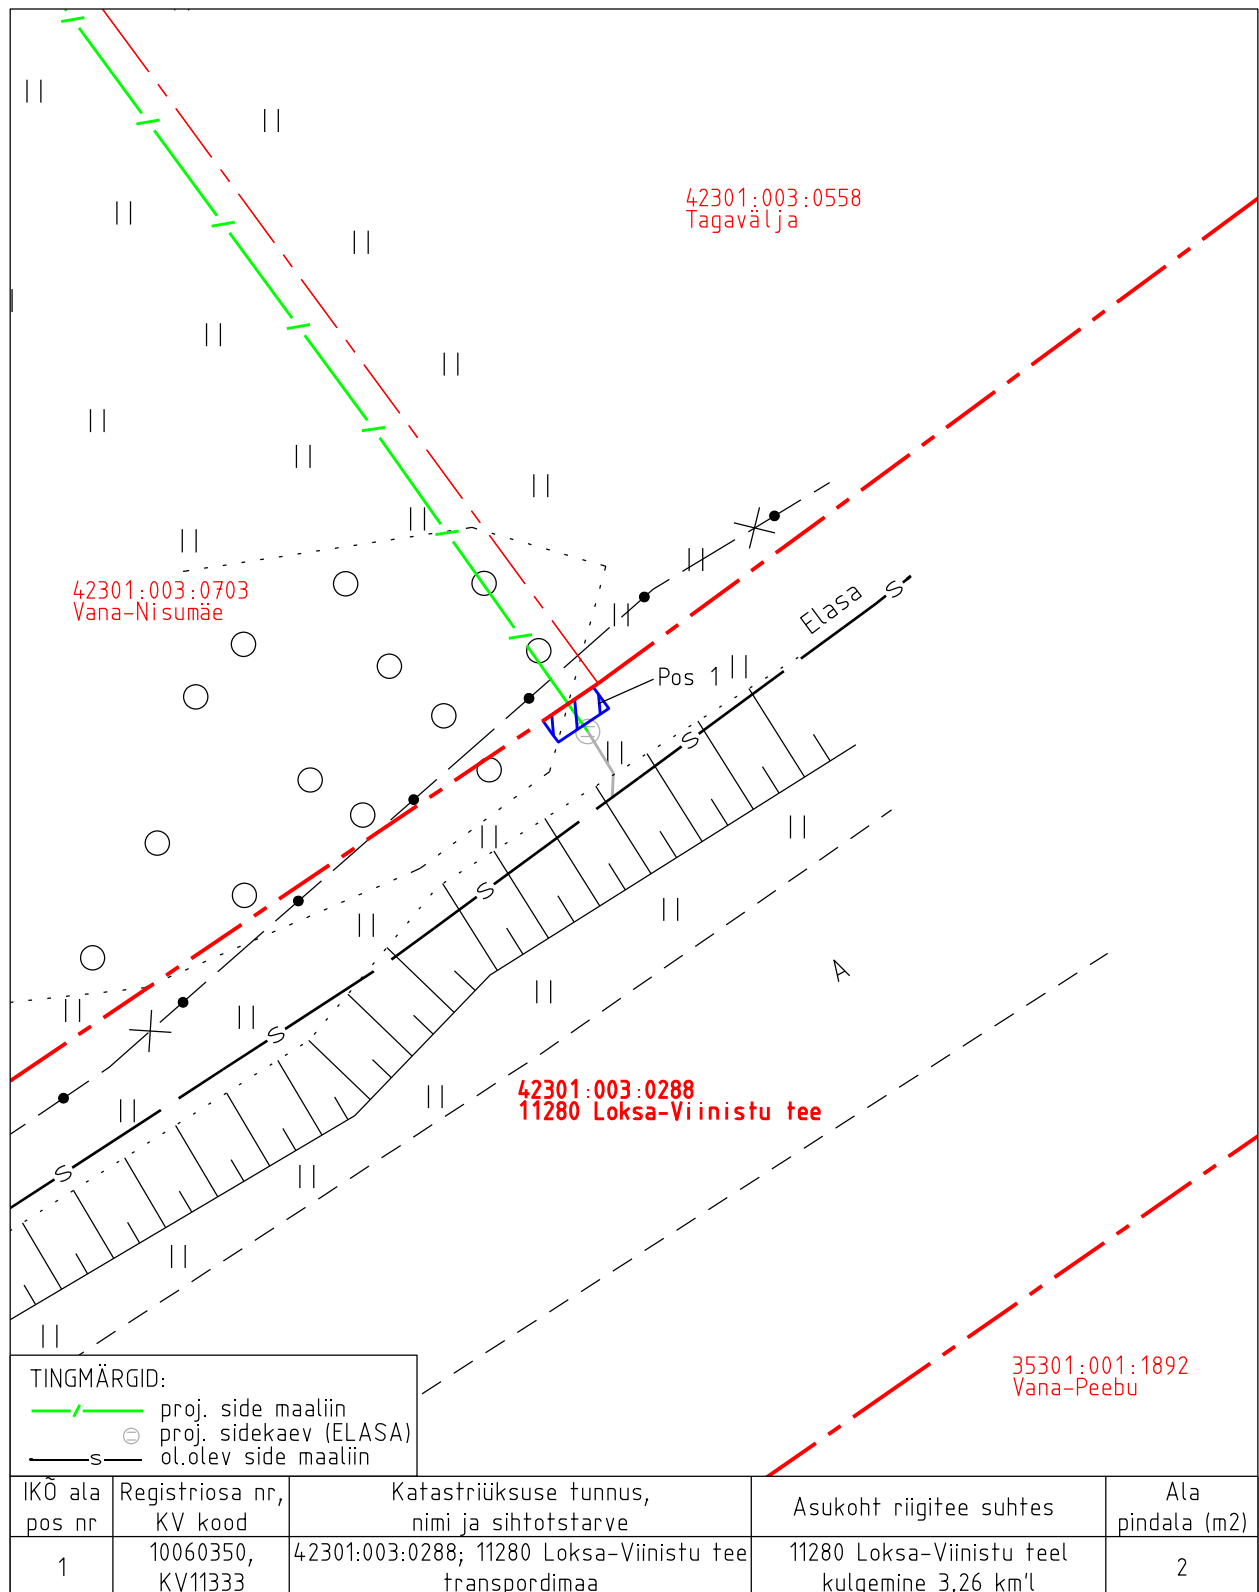 42301:003:0558
Tagavälja
42301:003:0703
Vana-Nisumäe
Elasa
S
Pos 1
S
S
A
S
42301:003:0288
11280 Loksa-Viinistu tee
S
35301:001:1892
Vana-Peebu
TINGMÄRGID:
proj. side maaliin
proj. sidekaev (ELASA)
S
ol.olev side maaliin
IKÕ ala
pos nr
Registriosa nr,
KV kood
Katastriüksuse tunnus,
nimi ja sihtotstarve
Asukoht riigitee suhtes
Ala
pindala (m2)
1
10060350,
KV11333
42301:003:0288; 11280 Loksa-Viinistu tee
transpordimaa
11280 Loksa-Viinistu teel
kulgemine 3,26 km'l
2